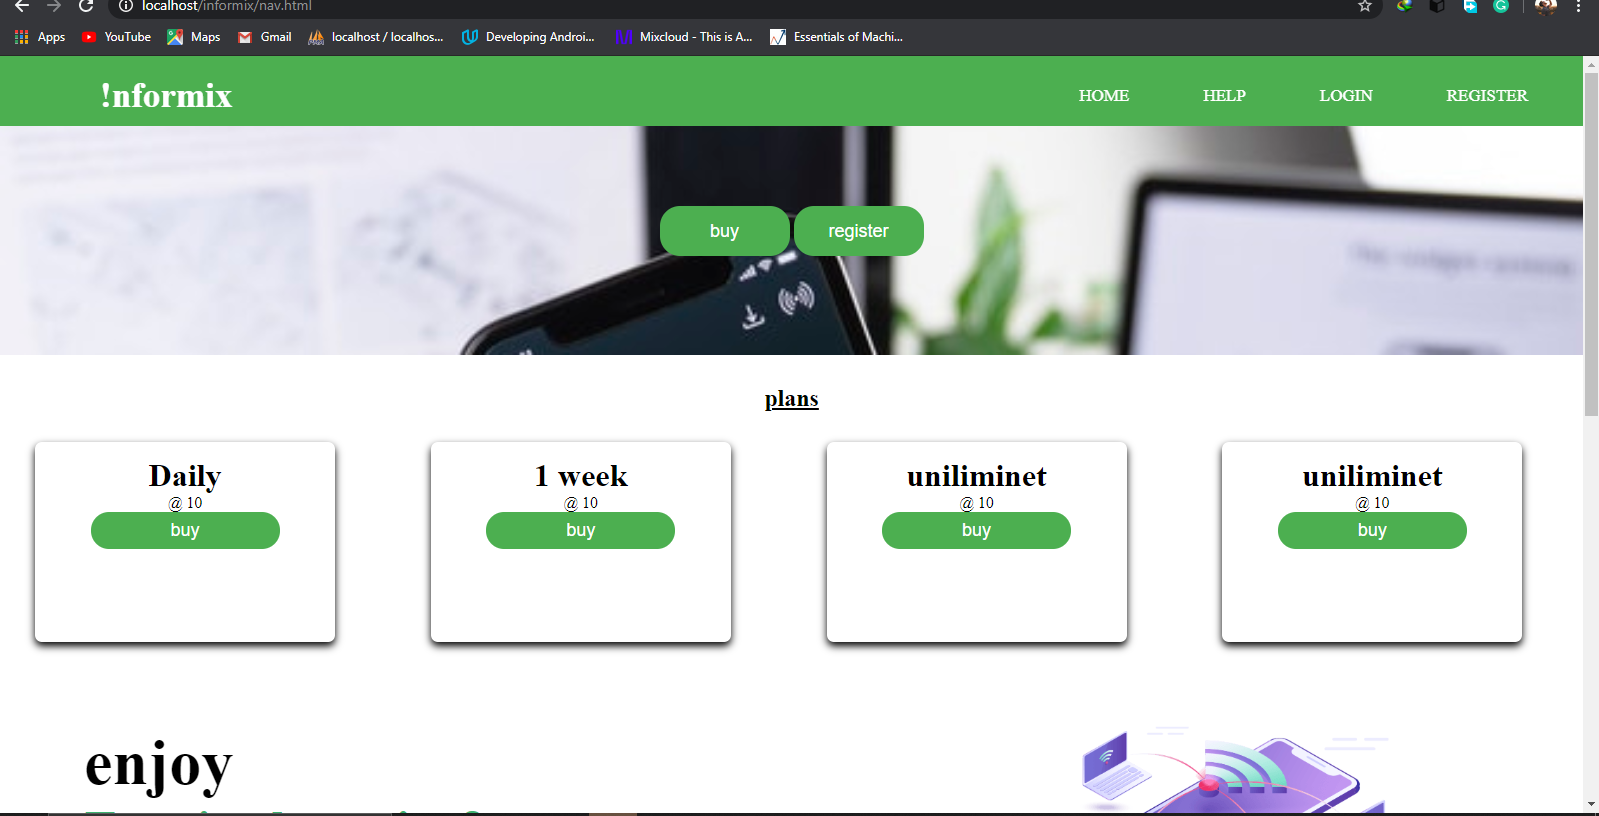 localhost/informix/nav.html
Apps YouTube Maps Gmail localhost / localhos... Developing Androi... Mixcloud - This is A... Essentials of Machi...
!nformix HOME HELP LOGIN REGISTER
buy register
plans
Daily 1 week uniliminet uniliminet
@ 10 @ 10 @ 10 @ 10
buy buy buy buy
enjoy